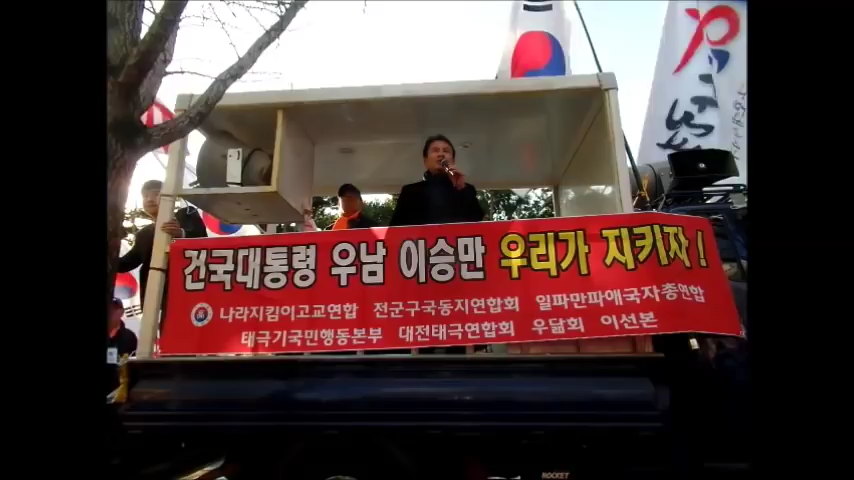 건국대통령 우남 이승만 우리가 지키자!
나라지킴이고교연합 전군구국동지연합회 일파만파애국자총연합
태극기국민행동본부 대전태극연합회 우닮회 이선본
ROCKET